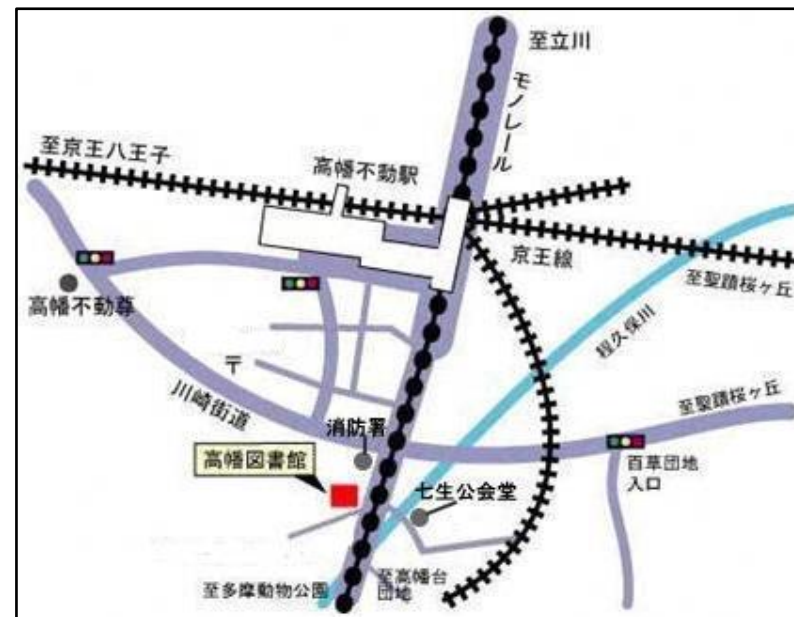 至立川
モノレール
至京王八王子
高幡不動駅
京王線
至聖蹟桜ヶ丘
高幡不動尊
程久保川
〒
川崎街道
至聖蹟桜ヶ丘
消防署
高幡図書館
百草団地
入口
七生公会堂
至多摩動物公園
至高幡台
団地